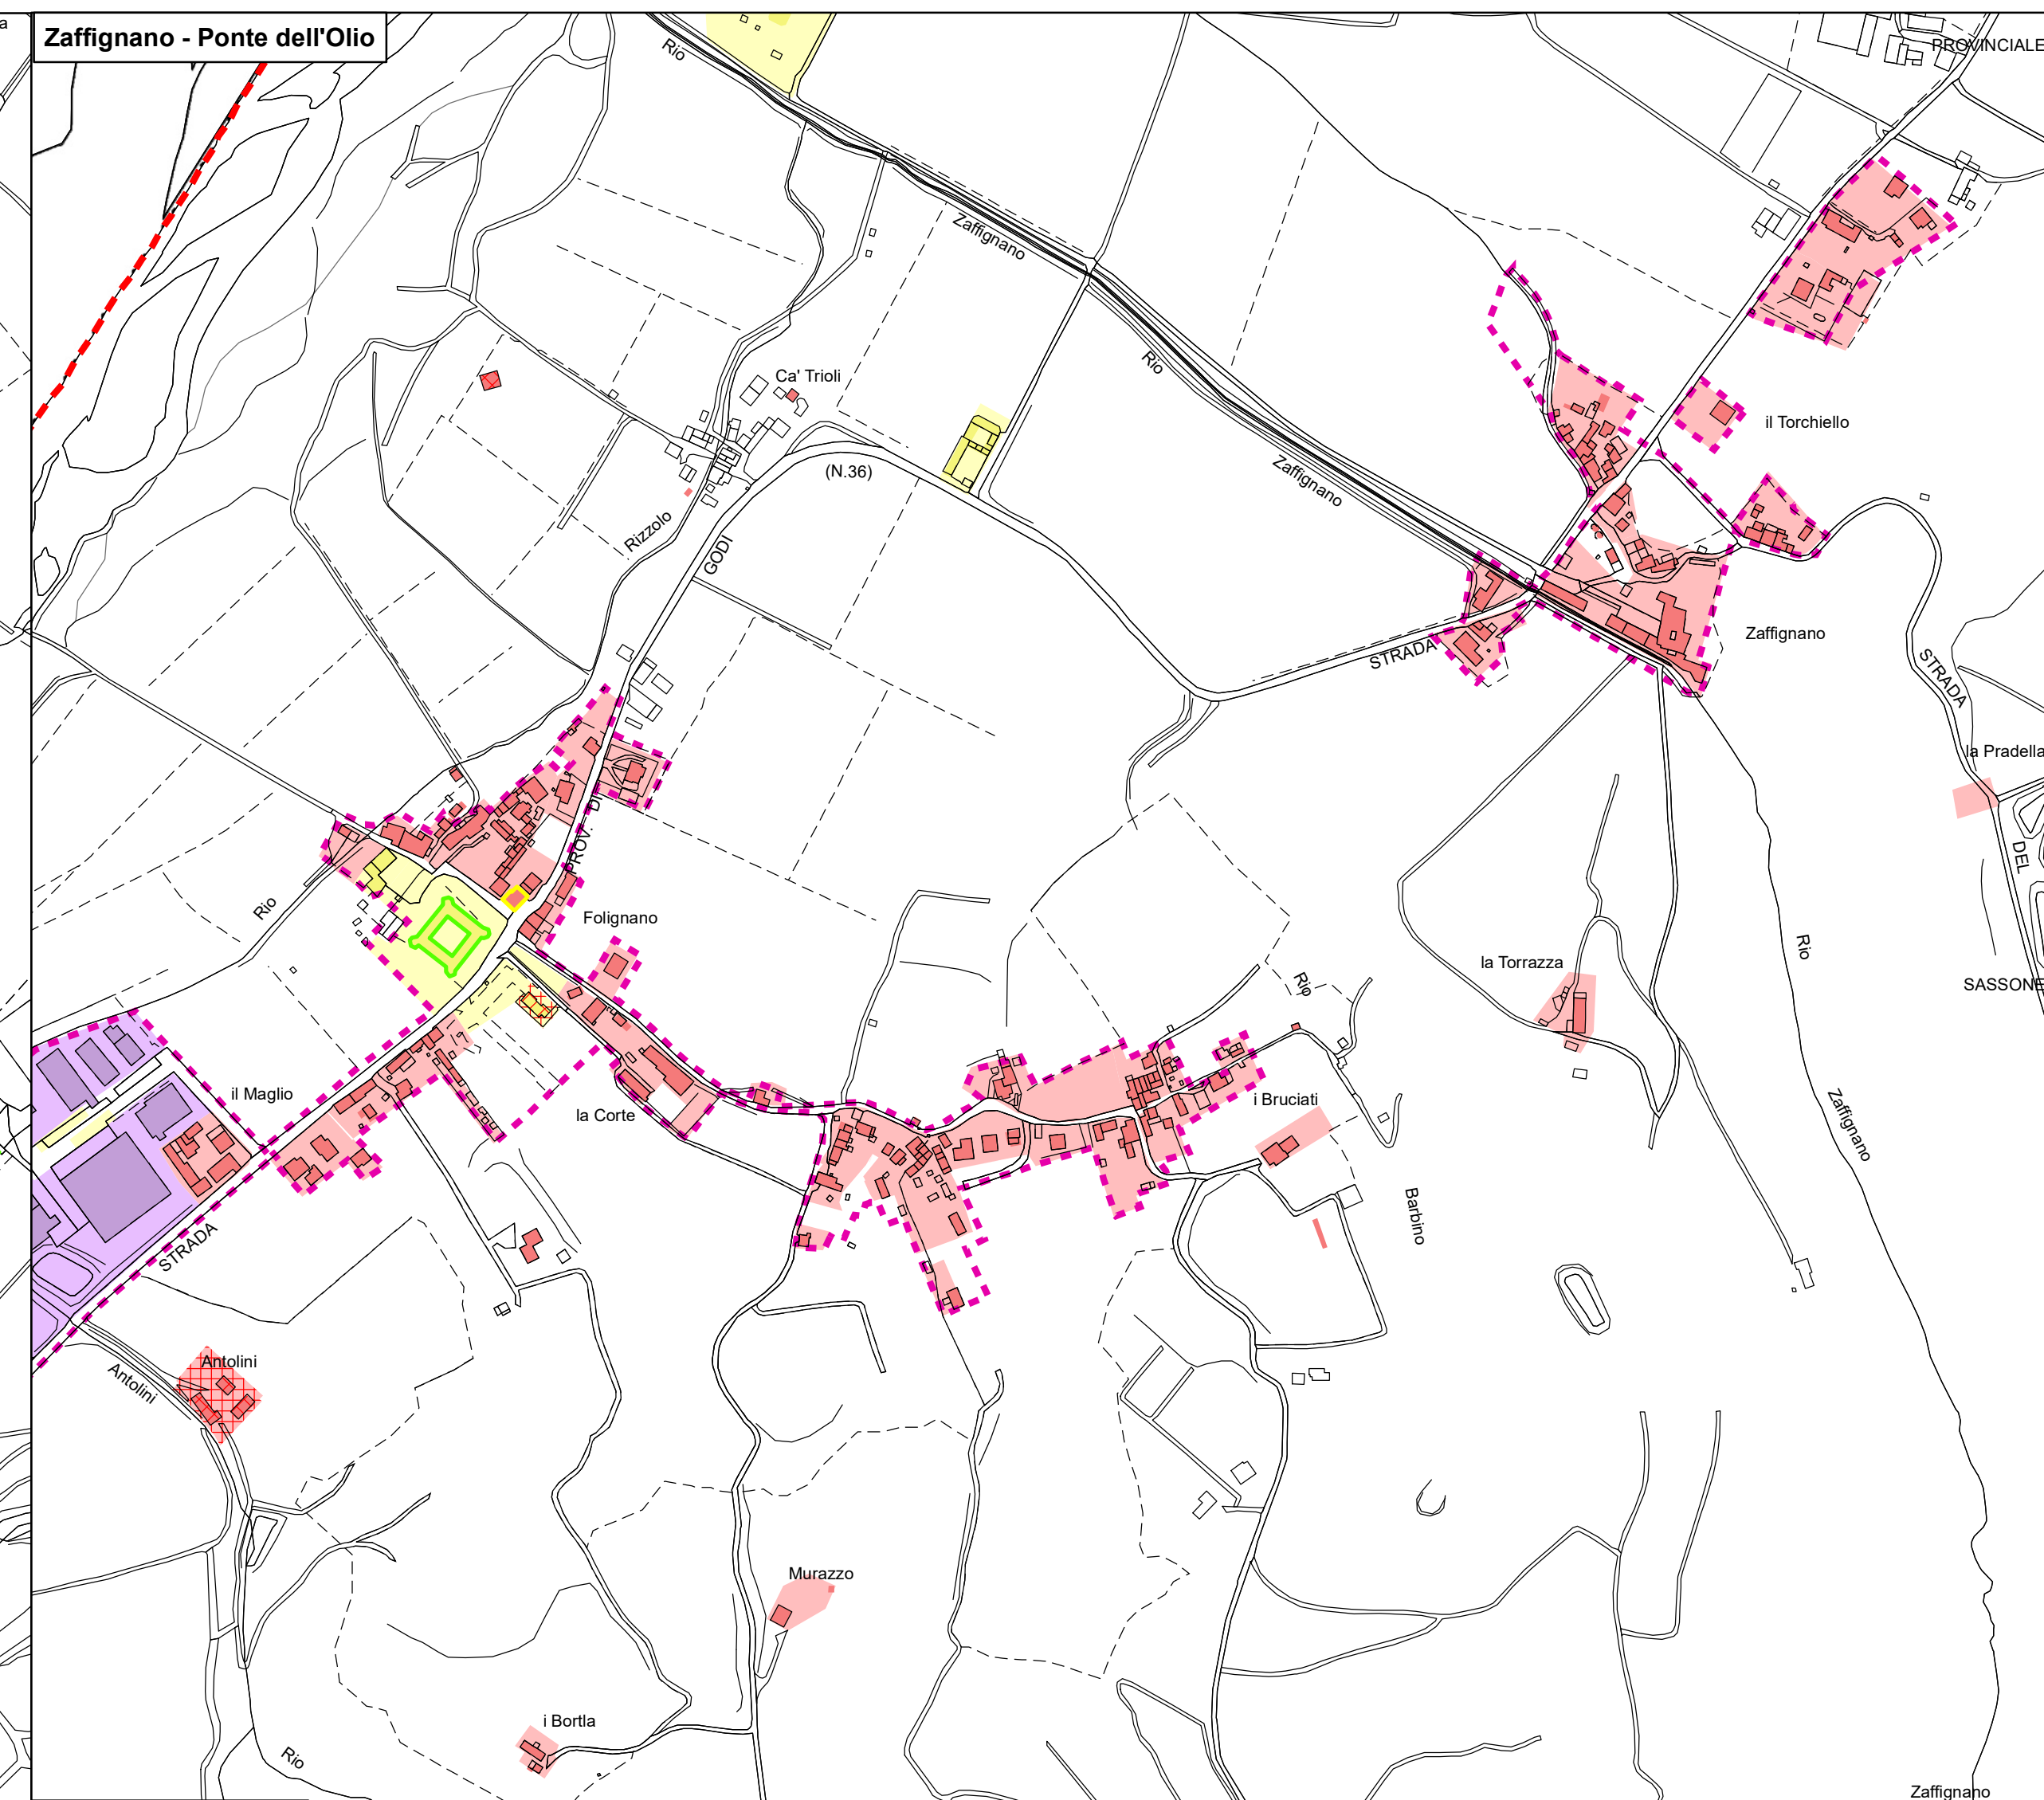 a
Zaffignano - Ponte dell'Olio
Rio
PROVINCIALE
Zaffignano
Ca' Trioli
Rio
il Torchiello
(N.36)
Zaffignano
Rizzolo
GODI
Zaffignano
STRADA
STRADA
la Pradella
DI
PROV.
DEL
Rio
Folignano
Rio
la Torrazza
Rio
SASSONE
il Maglio
la Corte
i Bruciati
Zaffignano
Barbino
STRADA
Antolini
Antolini
Murazzo
i Bortla
Rio
Zaffignano